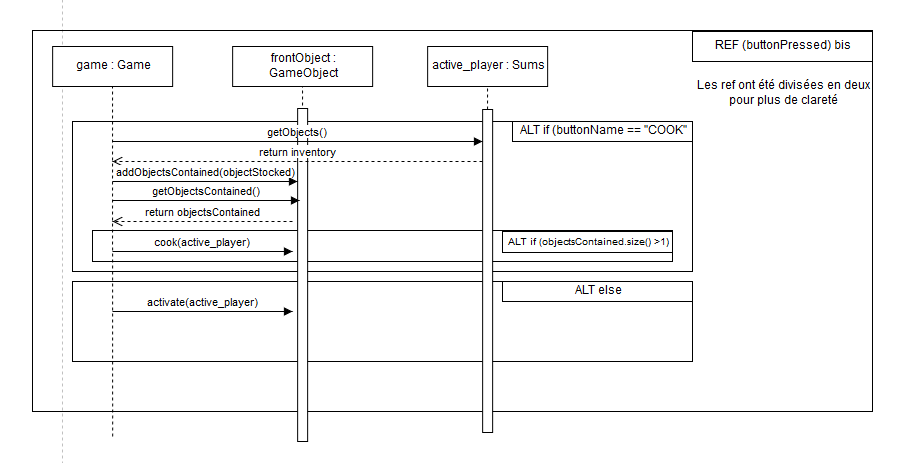 REF (buttonPressed) bis
Les ref ont été divisées en deux
pour plus de clareté
game : Game
frontObject :
GameObject
active_player : Sums
ALT if (buttonName == "COOK"
getObjects()
return inventory
addObjectsContained(objectStocked)
getObjectsContained()
return objectsContained
ALT if (objectsContained.size() >1)
cook(active_player)
ALT else
activate(active_player)